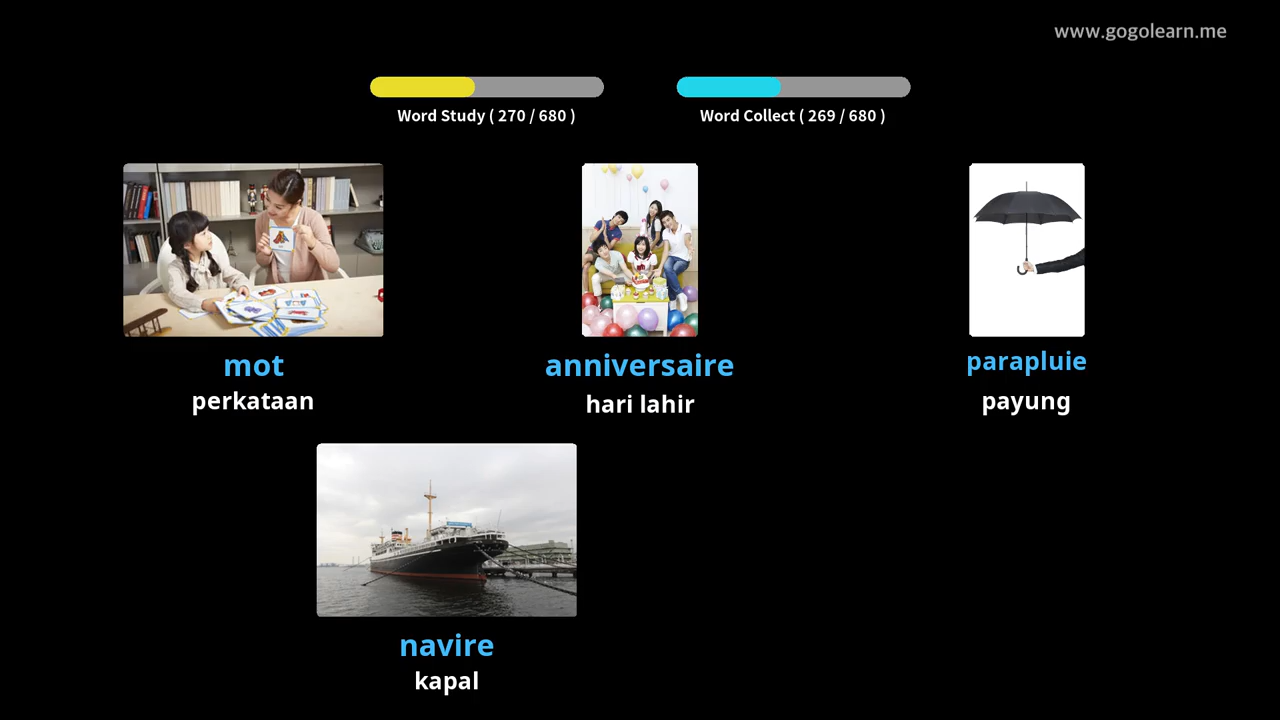 www.gogolearn.me
Word Study ( 270 / 680 )
Word Collect ( 269 / 680 )
mot
perkataan
anniversaire
hari lahir
parapluie
payung
navire
kapal